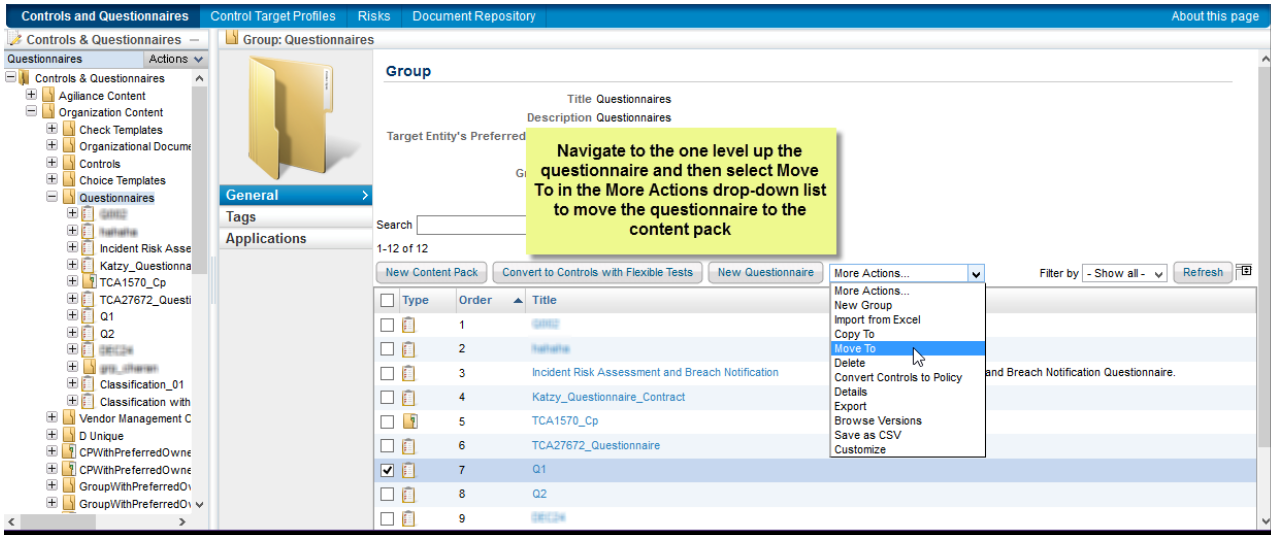 Controls and Questionnaires Control Target Profiles Risks Document Repository About this page
Controls & Questionnaires
Questionnaires Actions
Controls & Questionnaires
Agiliance Content
Organization Content
Check Templates
Organizational Docume
Controls
Choice Templates
Questionnaires
Incident Risk Asse
Katzy_Questionna
TCA1570_Cp
TCA27672_Questi
Q1
Q2
Classification_01
Classification with
Vendor Management C
D Unique
CPWithPreferredOwne
CPWithPreferredOwne
GroupWithPreferredOv
GroupWithPreferredOv
Group: Questionnaires
General
Tags
Applications
Group
Title Questionnaires
Description Questionnaires
Target Entity's Preferred
Navigate to the one level up the
questionnaire and then select Move
To in the More Actions drop-down list
to move the questionnaire to the
content pack
Search
1-12 of 12
New Content Pack Convert to Controls with Flexible Tests New Questionnaire More Actions... Filter by - Show all - Refresh
More Actions...
New Group
Import from Excel
Copy To
Move To
Delete
Convert Controls to Policy
Details
Export
Browse Versions
Save as CSV
Customize
Type Order Title
1
2
3 Incident Risk Assessment and Breach Notification and Breach Notification Questionnaire.
4 Katzy_Questionnaire_Contract
5 TCA1570_Cp
6 TCA27672_Questionnaire
7 Q1
8 Q2
9